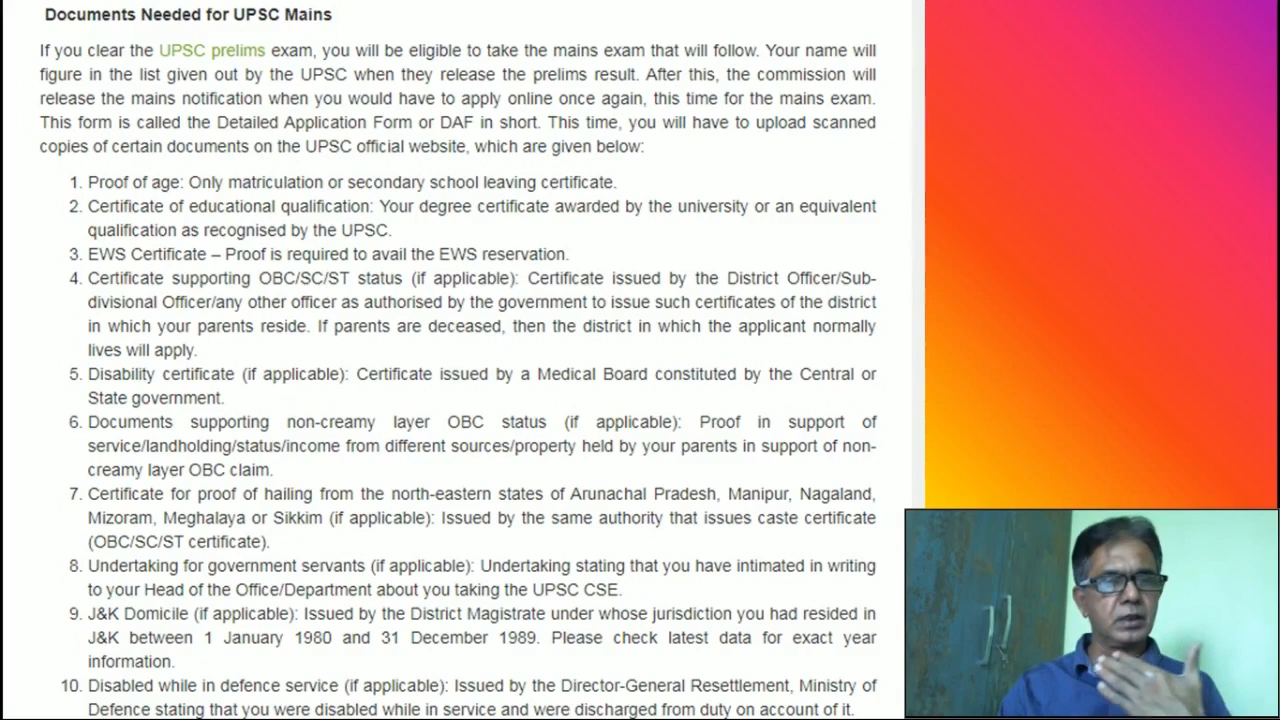 Documents Needed for UPSC Mains
If you clear the UPSC prelims exam, you will be eligible to take the mains exam that will follow. Your name will
figure in the list given out by the UPSC when they release the prelims result. After this, the commission will
release the mains notification when you would have to apply online once again, this time for the mains exam.
This form is called the Detailed Application Form or DAF in short. This time, you will have to upload scanned
copies of certain documents on the UPSC official website, which are given below:
1. Proof of age: Only matriculation or secondary school leaving certificate.
2. Certificate of educational qualification: Your degree certificate awarded by the university or an equivalent
qualification as recognised by the UPSC.
3. EWS Certificate – Proof is required to avail the EWS reservation.
4. Certificate supporting OBC/SC/ST status (if applicable): Certificate issued by the District Officer/Sub-
divisional Officer/any other officer as authorised by the government to issue such certificates of the district
in which your parents reside. If parents are deceased, then the district in which the applicant normally
lives will apply.
5. Disability certificate (if applicable): Certificate issued by a Medical Board constituted by the Central or
State government.
6. Documents supporting non-creamy layer OBC status (if applicable): Proof in support of
service/landholding/status/income from different sources/property held by your parents in support of non-
creamy layer OBC claim.
7. Certificate for proof of hailing from the north-eastern states of Arunachal Pradesh, Manipur, Nagaland,
Mizoram, Meghalaya or Sikkim (if applicable): Issued by the same authority that issues caste certificate
(OBC/SC/ST certificate).
8. Undertaking for government servants (if applicable): Undertaking stating that you have intimated in writing
to your Head of the Office/Department about you taking the UPSC CSE.
9. J&K Domicile (if applicable): Issued by the District Magistrate under whose jurisdiction you had resided in
J&K between 1 January 1980 and 31 December 1989. Please check latest data for exact year
information.
10. Disabled while in defence service (if applicable): Issued by the Director-General Resettlement, Ministry of
Defence stating that you were disabled while in service and were discharged from duty on account of it.